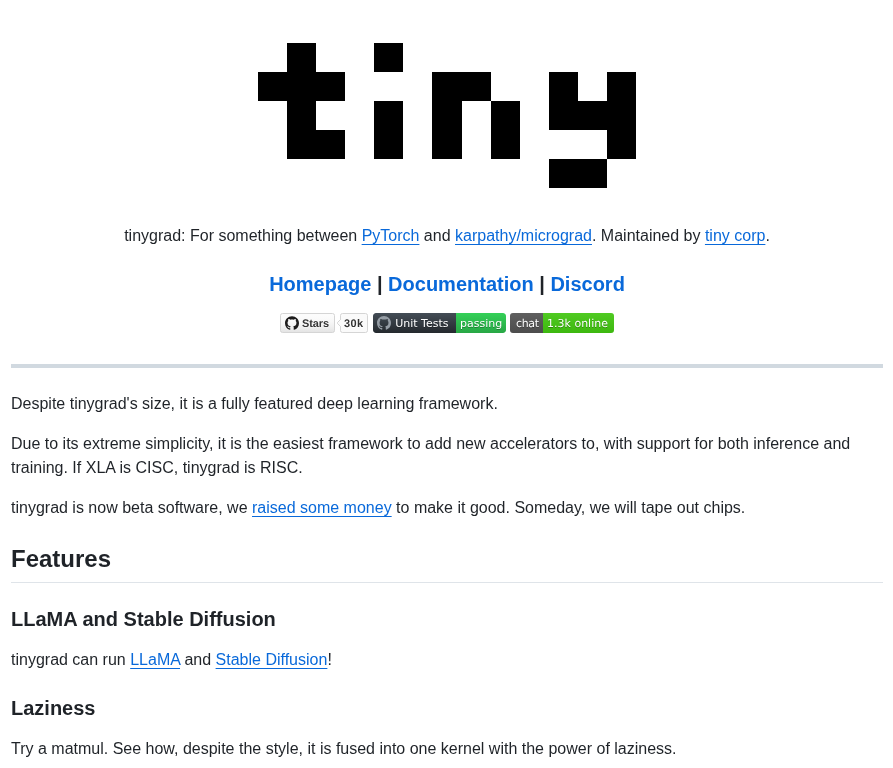 tiny
tinygrad: For something between PyTorch and karpathy/micrograd. Maintained by tiny corp.
Homepage | Documentation | Discord
Stars 30k Unit Tests passing chat 1.3k online
Despite tinygrad's size, it is a fully featured deep learning framework.
Due to its extreme simplicity, it is the easiest framework to add new accelerators to, with support for both inference and
training. If XLA is CISC, tinygrad is RISC.
tinygrad is now beta software, we raised some money to make it good. Someday, we will tape out chips.
Features
LLaMA and Stable Diffusion
tinygrad can run LLaMA and Stable Diffusion!
Laziness
Try a matmul. See how, despite the style, it is fused into one kernel with the power of laziness.